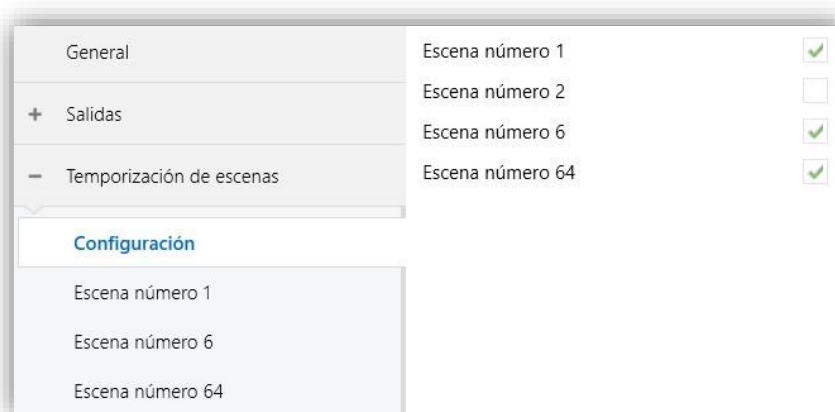 General
+ Salidas
− Temporización de escenas
Configuración
Escena número 1
Escena número 6
Escena número 64
Escena número 1
Escena número 2
Escena número 6
Escena número 64